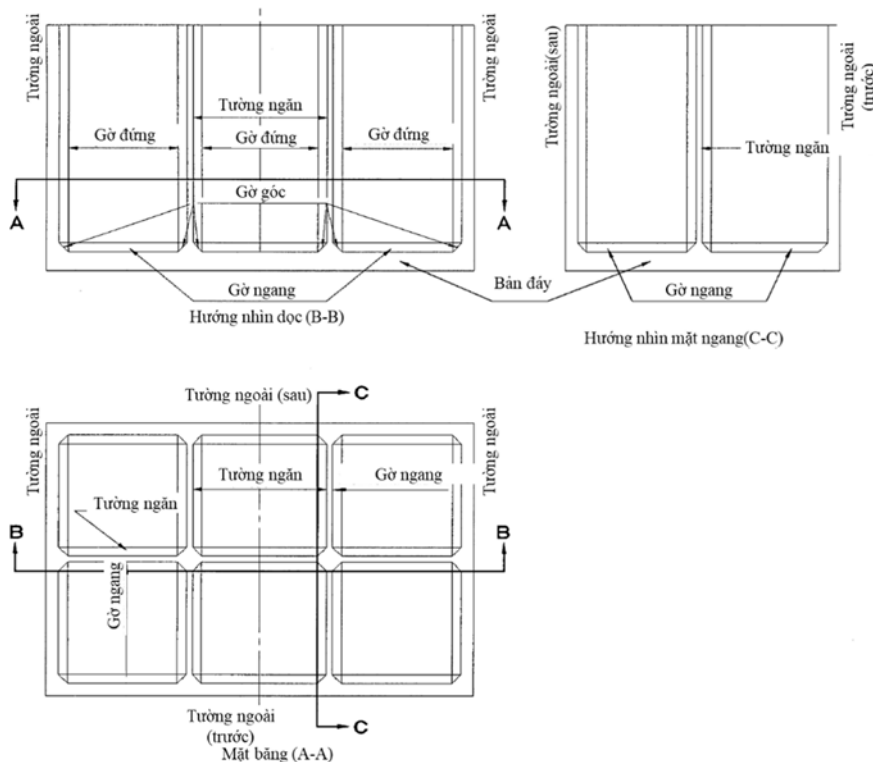 Tường ngoài
Tường ngăn
Gờ đứng
Gờ đứng
Gờ đứng
Tường ngoài
A
Gờ góc
A
Gờ ngang
Bản đáy
Hướng nhìn dọc (B-B)
Tường ngoài(sau)
Tường ngoài
(trước)
Tường ngăn
Gờ ngang
Hướng nhìn mặt ngang(C-C)
Tường ngoài (sau)
C
Tường ngoài
Tường ngăn
Gờ ngang
Tường ngoài
Tường ngăn
B
B
Gờ ngang
Tường ngoài
(trước)
C
Mặt bằng (A-A)